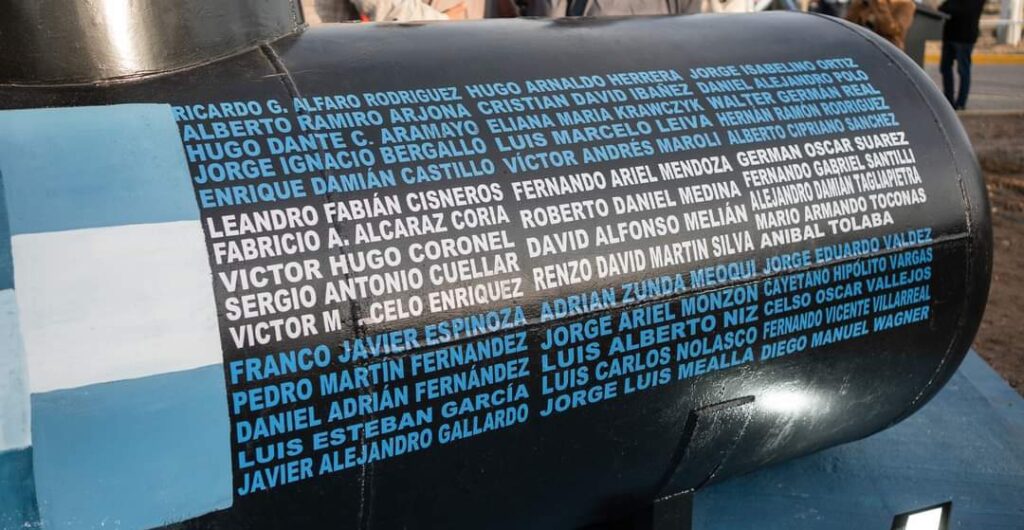 RICARDO G. ALFARO RODRIGUEZ HUGO ARNALDO HERRERA JORGE ISABELINO ORTIZ
ALBERTO RAMIRO ARJONA CRISTIAN DAVID IBAÑEZ DANIEL ALEJANDRO POLO
HUGO DANTE C. ARAMAYO ELIANA MARIA KRAWCZYK WALTER GERMÁN REAL
JORGE IGNACIO BERGALLO LUIS MARCELO LEIVA HERNÁN RAMÓN RODRIGUEZ
ENRIQUE DAMIÁN CASTILLO VÍCTOR ANDRÉS MAROLI ALBERTO CIPRIANO SANCHEZ
LEANDRO FABIÁN CISNEROS FERNANDO ARIEL MENDOZA GERMAN OSCAR SUAREZ
FABRICIO A. ALCARAZ CORIA ROBERTO DANIEL MEDINA FERNANDO GABRIEL SANTILLI
VICTOR HUGO CORONEL DAVID ALFONSO MELIÁN ALEJANDRO DAMIÁN TAGLIAPIETRA
SERGIO ANTONIO CUELLAR RENZO DAVID MARTIN SILVA MARIO ARMANDO TOCONAS
VICTOR M CELO ENRIQUEZ ADRIAN ZUNDA MEOQUI ANIBAL TOLABA
FRANCO JAVIER ESPINOZA JORGE ARIEL MONZON JORGE EDUARDO VALDEZ
PEDRO MARTÍN FERNÁNDEZ LUIS ALBERTO NIZ CAYETANO HIPÓLITO VARGAS
DANIEL ADRIÁN FERNÁNDEZ LUIS CARLOS NOLASCO CELSO OSCAR VALLEJOS
LUIS ESTEBAN GARCÍA JORGE LUIS MEALLA FERNANDO VICENTE VILLARREAL
JAVIER ALEJANDRO GALLARDO DIEGO MANUEL WAGNER